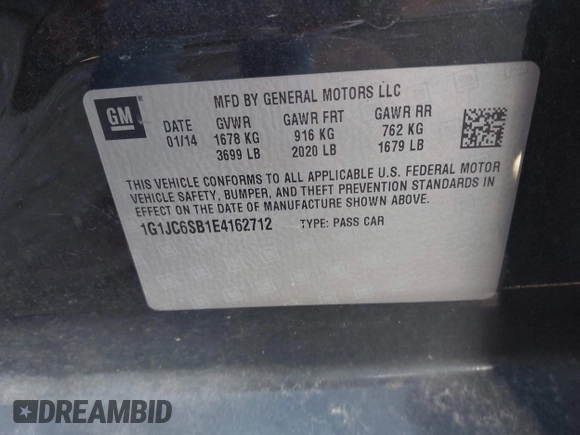 GM
MFD BY GENERAL MOTORS LLC
DATE GVWR GAWR FRT GAWR RR
01/14 1678 KG 916 KG 762 KG
3699 LB 2020 LB 1679 LB
THIS VEHICLE CONFORMS TO ALL APPLICABLE U.S. FEDERAL MOTOR
VEHICLE SAFETY, BUMPER, AND THEFT PREVENTION STANDARDS IN
EFFECT ON THE DATE OF MANUFACTURE SHOWN ABOVE.
1G1JC6SB1E4162712 TYPE: PASS CAR
DREAMBID